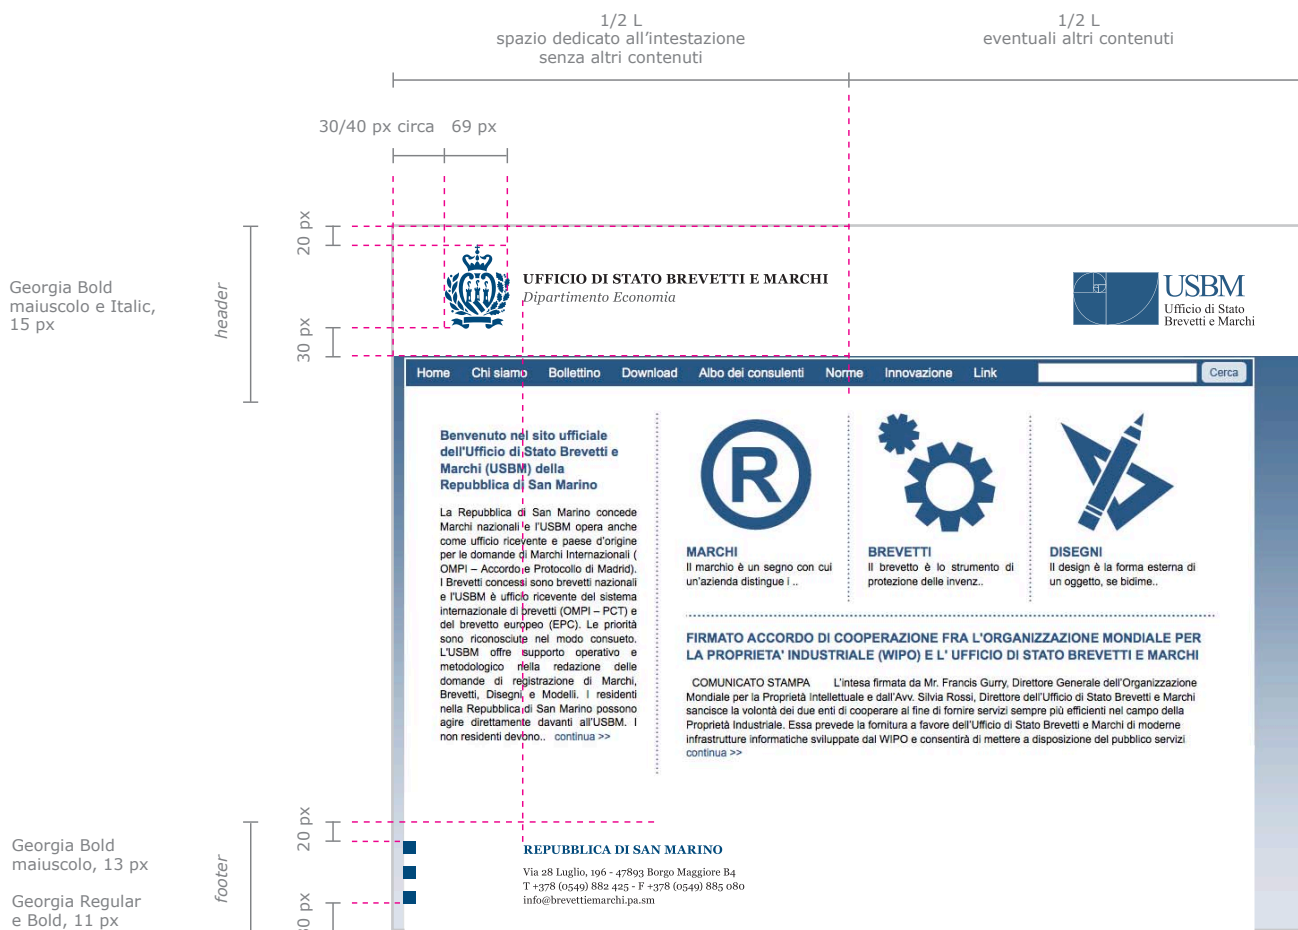 1/2 L
spazio dedicato all'intestazione
senza altri contenuti
1/2 L
eventuali altri contenuti
30/40 px circa
69 px
20 px
30 px
header
Georgia Bold
maiuscolo e Italic,
15 px
UFFICIO DI STATO BREVETTI E MARCHI
Dipartimento Economia
USBM
Ufficio di Stato
Brevetti e Marchi
Home Chi siamo Bollettino Download Albo dei consulenti Norme Innovazione Link Cerca
Benvenuto nel sito ufficiale
dell'Ufficio di Stato Brevetti e
Marchi (USBM) della
Repubblica di San Marino
La Repubblica di San Marino concede
Marchi nazionali e l'USBM opera anche
come ufficio ricevente e paese d'origine
per le domande di Marchi Internazionali (
OMPI – Accordo e Protocollo di Madrid).
I Brevetti concessi sono brevetti nazionali
e l'USBM è ufficio ricevente del sistema
internazionale di brevetti (OMPI – PCT) e
del brevetto europeo (EPC). Le priorità
sono riconosciute nel modo consueto.
L'USBM offre supporto operativo e
metodologico nella redazione delle
domande di registrazione di Marchi,
Brevetti, Disegni e Modelli. I residenti
nella Repubblica di San Marino possono
agire direttamente davanti all'USBM. I
non residenti devono.. continua >>
R
MARCHI
Il marchio è un segno con cui
un'azienda distingue i ..
BREVETTI
Il brevetto è lo strumento di
protezione delle invenz..
DISEGNI
Il design è la forma esterna di
un oggetto, se bidime..
FIRMATO ACCORDO DI COOPERAZIONE FRA L'ORGANIZZAZIONE MONDIALE PER
LA PROPRIETA' INDUSTRIALE (WIPO) E L' UFFICIO DI STATO BREVETTI E MARCHI
COMUNICATO STAMPA L'intesa firmata da Mr. Francis Gurry, Direttore Generale dell'Organizzazione
Mondiale per la Proprietà Intellettuale e dall'Avv. Silvia Rossi, Direttore dell'Ufficio di Stato Brevetti e Marchi
sancisce la volontà dei due enti di cooperare al fine di fornire servizi sempre più efficienti nel campo della
Proprietà Industriale. Essa prevede la fornitura a favore dell'Ufficio di Stato Brevetti e Marchi di moderne
infrastrutture informatiche sviluppate dal WIPO e consentirà di mettere a disposizione del pubblico servizi
continua >>
Georgia Bold
maiuscolo, 13 px
Georgia Regular
e Bold, 11 px
footer
20 px
0 px
REPUBBLICA DI SAN MARINO
Via 28 Luglio, 196 - 47893 Borgo Maggiore B4
T +378 (0549) 882 425 - F +378 (0549) 885 080
info@brevettiemarchi.pa.sm